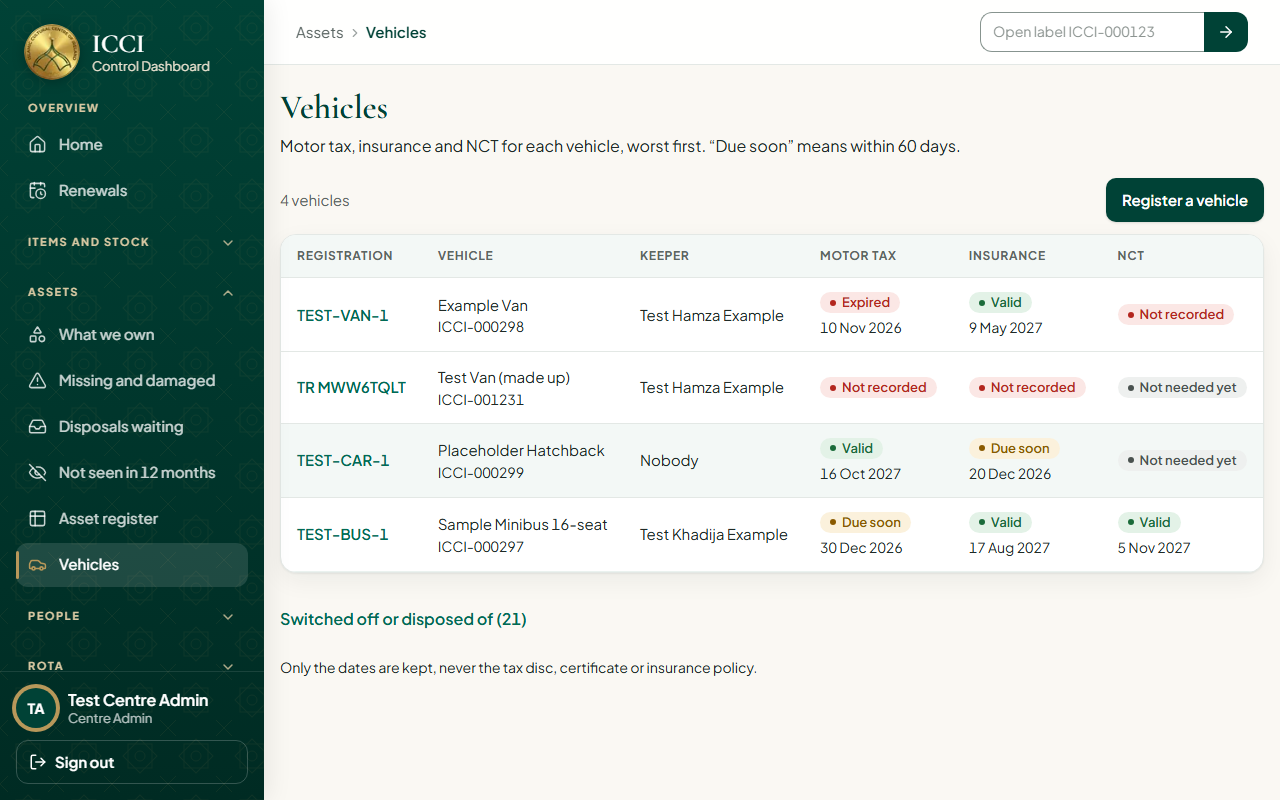 ICCI
Control Dashboard
OVERVIEW
Home
Renewals
ITEMS AND STOCK
ASSETS
What we own
Missing and damaged
Disposals waiting
Not seen in 12 months
Asset register
Vehicles
PEOPLE
ROTA
TA
Test Centre Admin
Centre Admin
Sign out
Assets > Vehicles
Open label ICCI-000123
Vehicles
Motor tax, insurance and NCT for each vehicle, worst first. “Due soon” means within 60 days.
4 vehicles
Register a vehicle
REGISTRATION VEHICLE KEEPER MOTOR TAX INSURANCE NCT
TEST-VAN-1 Example Van ICCI-000298 Test Hamza Example Expired 10 Nov 2026 Valid 9 May 2027 Not recorded
TR MWW6TQLT Test Van (made up) ICCI-001231 Test Hamza Example Not recorded Not recorded Not needed yet
TEST-CAR-1 Placeholder Hatchback ICCI-000299 Nobody Valid 16 Oct 2027 Due soon 20 Dec 2026 Not needed yet
TEST-BUS-1 Sample Minibus 16-seat ICCI-000297 Test Khadija Example Due soon 30 Dec 2026 Valid 17 Aug 2027 Valid 5 Nov 2027
Switched off or disposed of (21)
Only the dates are kept, never the tax disc, certificate or insurance policy.